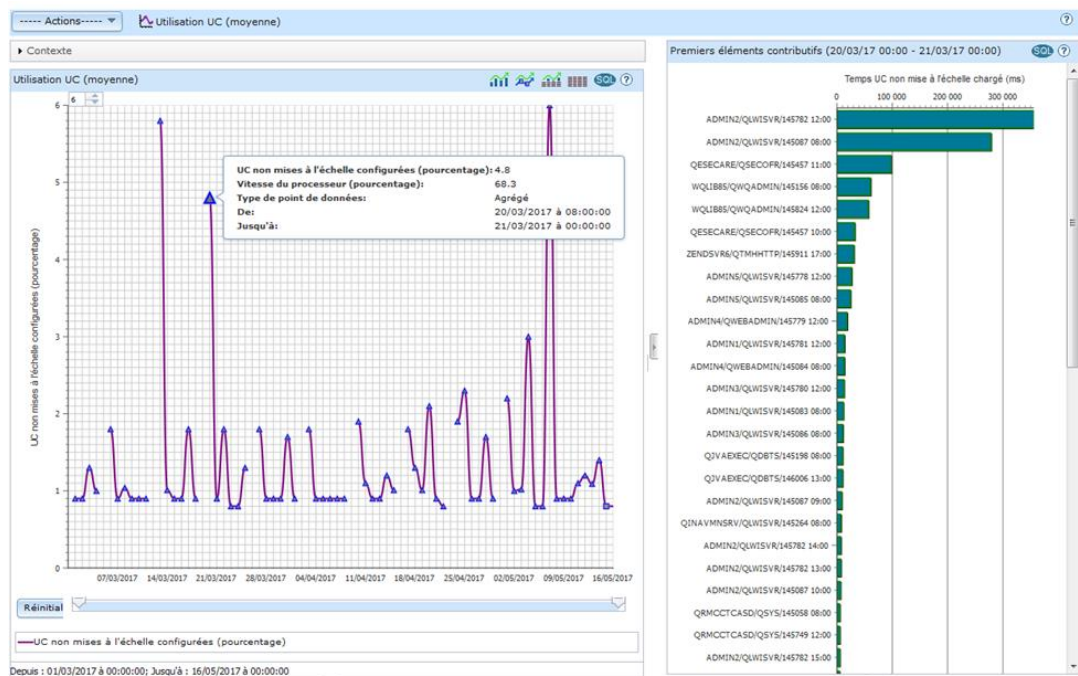 ----- Actions-----
Utilisation UC (moyenne)
Contexte
Utilisation UC (moyenne)
SQL
6
6
5
4
3
2
1
0
UC non mises à l'échelle configurées (pourcentage)
UC non mises à l'échelle configurées (pourcentage): 4.8
Vitesse du processeur (pourcentage): 68.3
Type de point de données: Agrégé
De: 20/03/2017 à 08:00:00
Jusqu'à: 21/03/2017 à 00:00:00
07/03/2017 14/03/2017 21/03/2017 28/03/2017 04/04/2017 11/04/2017 18/04/2017 25/04/2017 02/05/2017 09/05/2017 16/05/2017
Réinitial
UC non mises à l'échelle configurées (pourcentage)
Depuis : 01/03/2017 à 00:00:00; Jusqu'à : 16/05/2017 à 00:00:00
Premiers éléments contributifs (20/03/17 00:00 - 21/03/17 00:00)
SQL
Temps UC non mise à l'échelle chargé (ms)
0 100 000 200 000 300 000
ADMIN2/QLWISVR/145782 12:00
ADMIN2/QLWISVR/145087 08:00
QESECARE/QSECOFR/145457 11:00
WQLIB85/QWQADMIN/145156 08:00
WQLIB85/QWQADMIN/145824 12:00
QESECARE/QSECOFR/145457 10:00
ZENDSVR6/QTMHHTTP/145911 17:00
ADMIN5/QLWISVR/145778 12:00
ADMIN5/QLWISVR/145085 08:00
ADMIN4/QWEBADMIN/145779 12:00
ADMIN1/QLWISVR/145781 12:00
ADMIN4/QWEBADMIN/145084 08:00
ADMIN3/QLWISVR/145780 12:00
ADMIN1/QLWISVR/145083 08:00
ADMIN3/QLWISVR/145086 08:00
QJVAEXEC/QDBTS/145198 08:00
QJVAEXEC/QDBTS/146006 13:00
ADMIN2/QLWISVR/145087 09:00
QINAVMNSRV/QLWISVR/145264 08:00
ADMIN2/QLWISVR/145782 14:00
ADMIN2/QLWISVR/145782 13:00
ADMIN2/QLWISVR/145087 10:00
QRMCCTCASD/QSYS/145058 08:00
QRMCCTCASD/QSYS/145749 12:00
ADMIN2/QLWISVR/145782 15:00